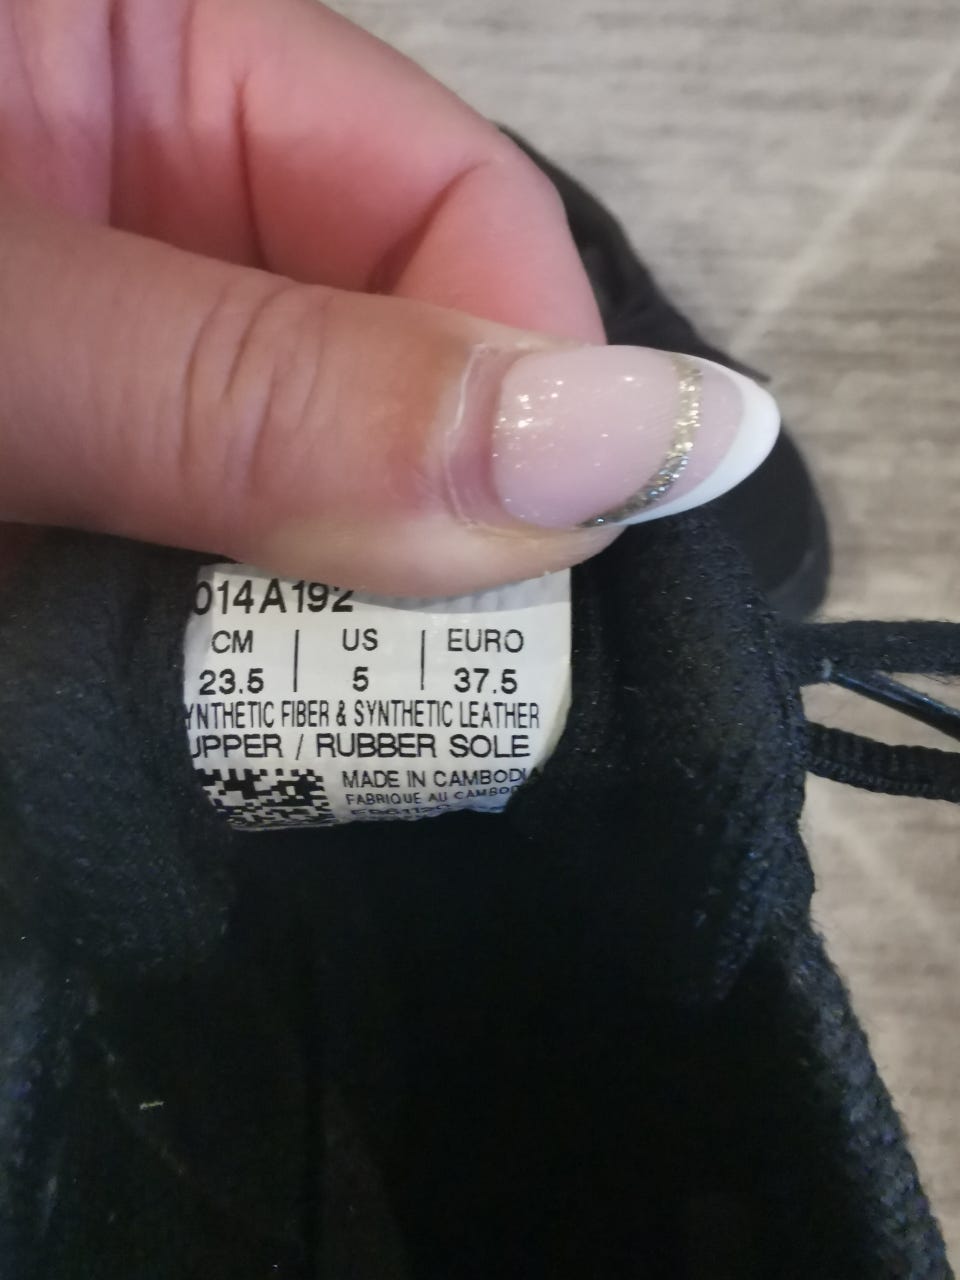 014A192
CM US EURO
23.5 5 37.5
YNTHETIC FIBER & SYNTHETIC LEATHER
UPPER / RUBBER SOLE
MADE IN CAMBODIA
FABRIQUE AU